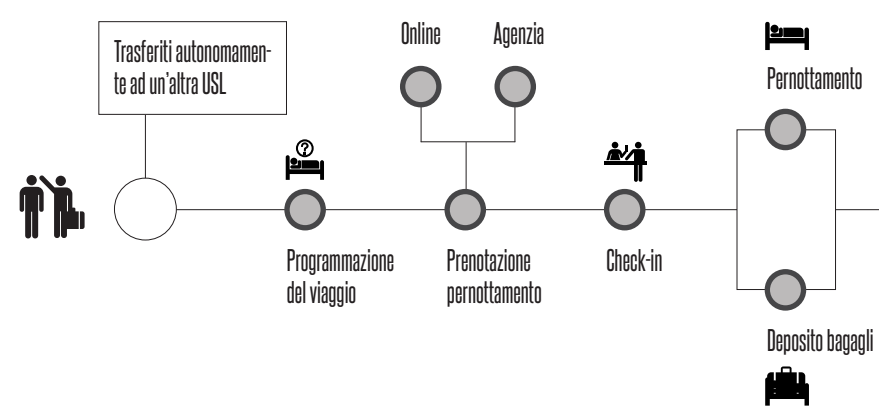 Trasferiti autonomamen-
te ad un'altra USL
Online
Agenzia
Pernottamento
?
Programmazione
del viaggio
Prenotazione
pernottamento
Check-in
Deposito bagagli